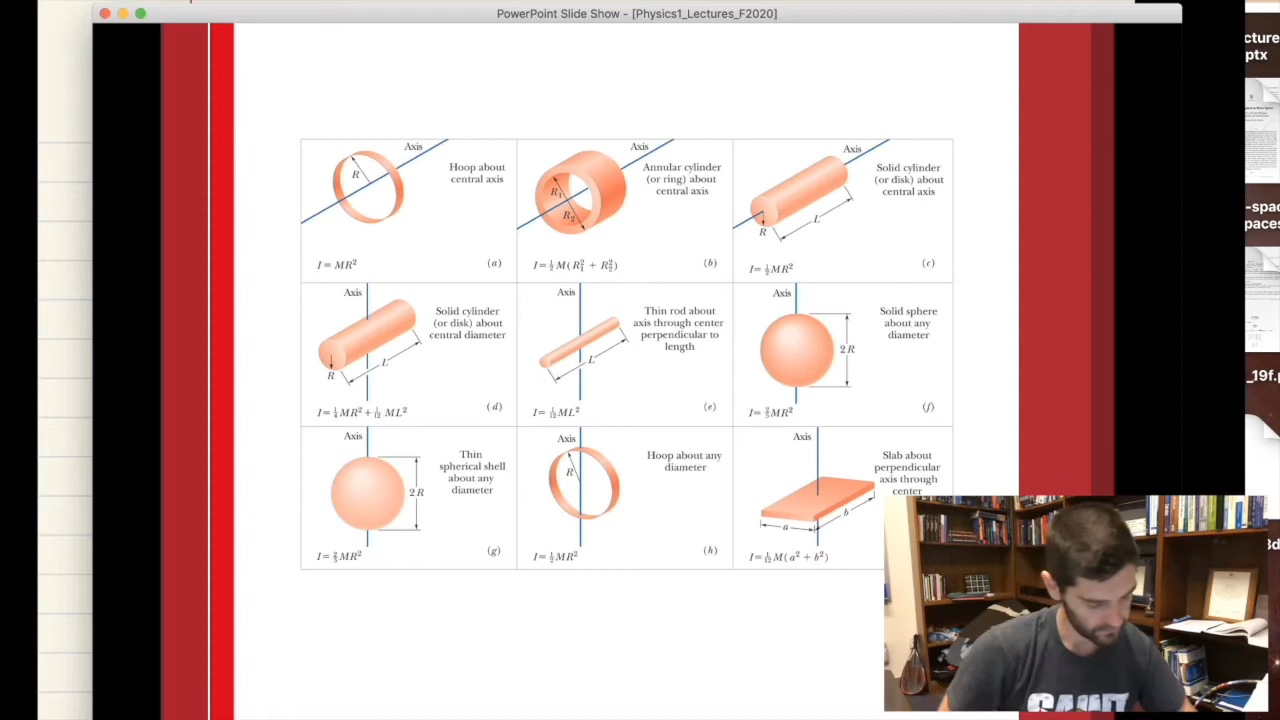 PowerPoint Slide Show - [Physics1_Lectures_F2020]
cture
ptx
Axis
R
Hoop about
central axis
I = MR²
(a)
Axis
R₁
R₂
Annular cylinder
(or ring) about
central axis
I = ½M(R₁² + R₂²)
(b)
Axis
R
L
Solid cylinder
(or disk) about
central axis
I = ½MR²
(c)
-spac
paces
Axis
R
L
Solid cylinder
(or disk) about
central diameter
I = ¼MR² + 1/12 ML²
(d)
Axis
L
Thin rod about
axis through center
perpendicular to
length
I = 1/12 ML²
(e)
Axis
2R
Solid sphere
about any
diameter
I = ⅖MR²
(f)
_19f.p
Axis
2R
Thin
spherical shell
about any
diameter
I = ⅔MR²
(g)
Axis
R
Hoop about any
diameter
I = ½MR²
(h)
Axis
a
b
Slab about
perpendicular
axis through
center
I = 1/12 M(a² + b²)